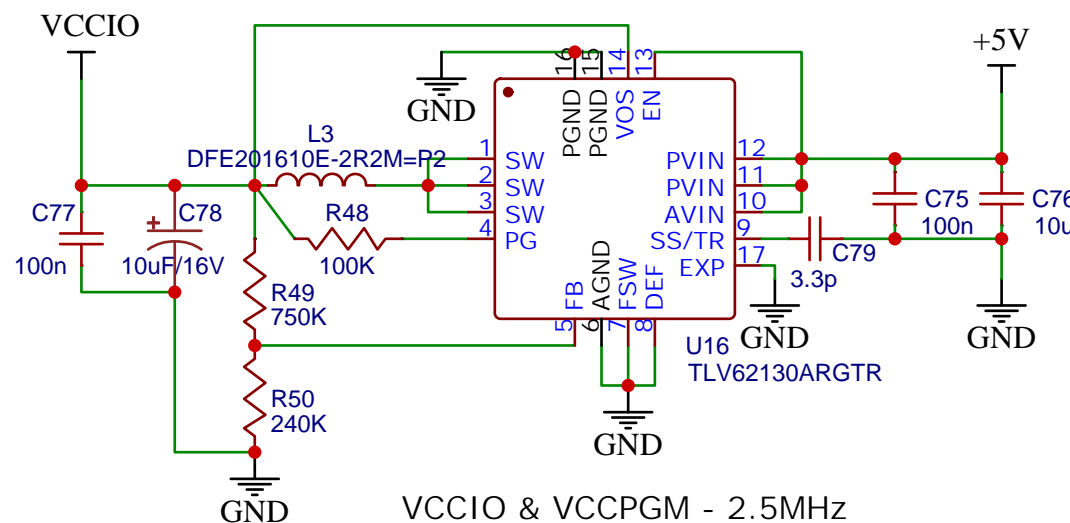 VCCIO
+5V
GND
16
15
14
13
PGND
PGND
VOS
EN
L3
DFE201610E-2R2M=P2
1
2
3
4
SW
SW
SW
PG
PVIN
PVIN
AVIN
SS/TR
EXP
12
11
10
9
17
C77
100n
C78
10uF/16V
R48
100K
C75
100n
C76
10u
C79
3.3p
GND
GND
R49
750K
FB
AGND
FSW
DEF
5
6
7
8
U16
TLV62130ARGTR
R50
240K
GND
GND
VCCIO & VCCPGM - 2.5MHz